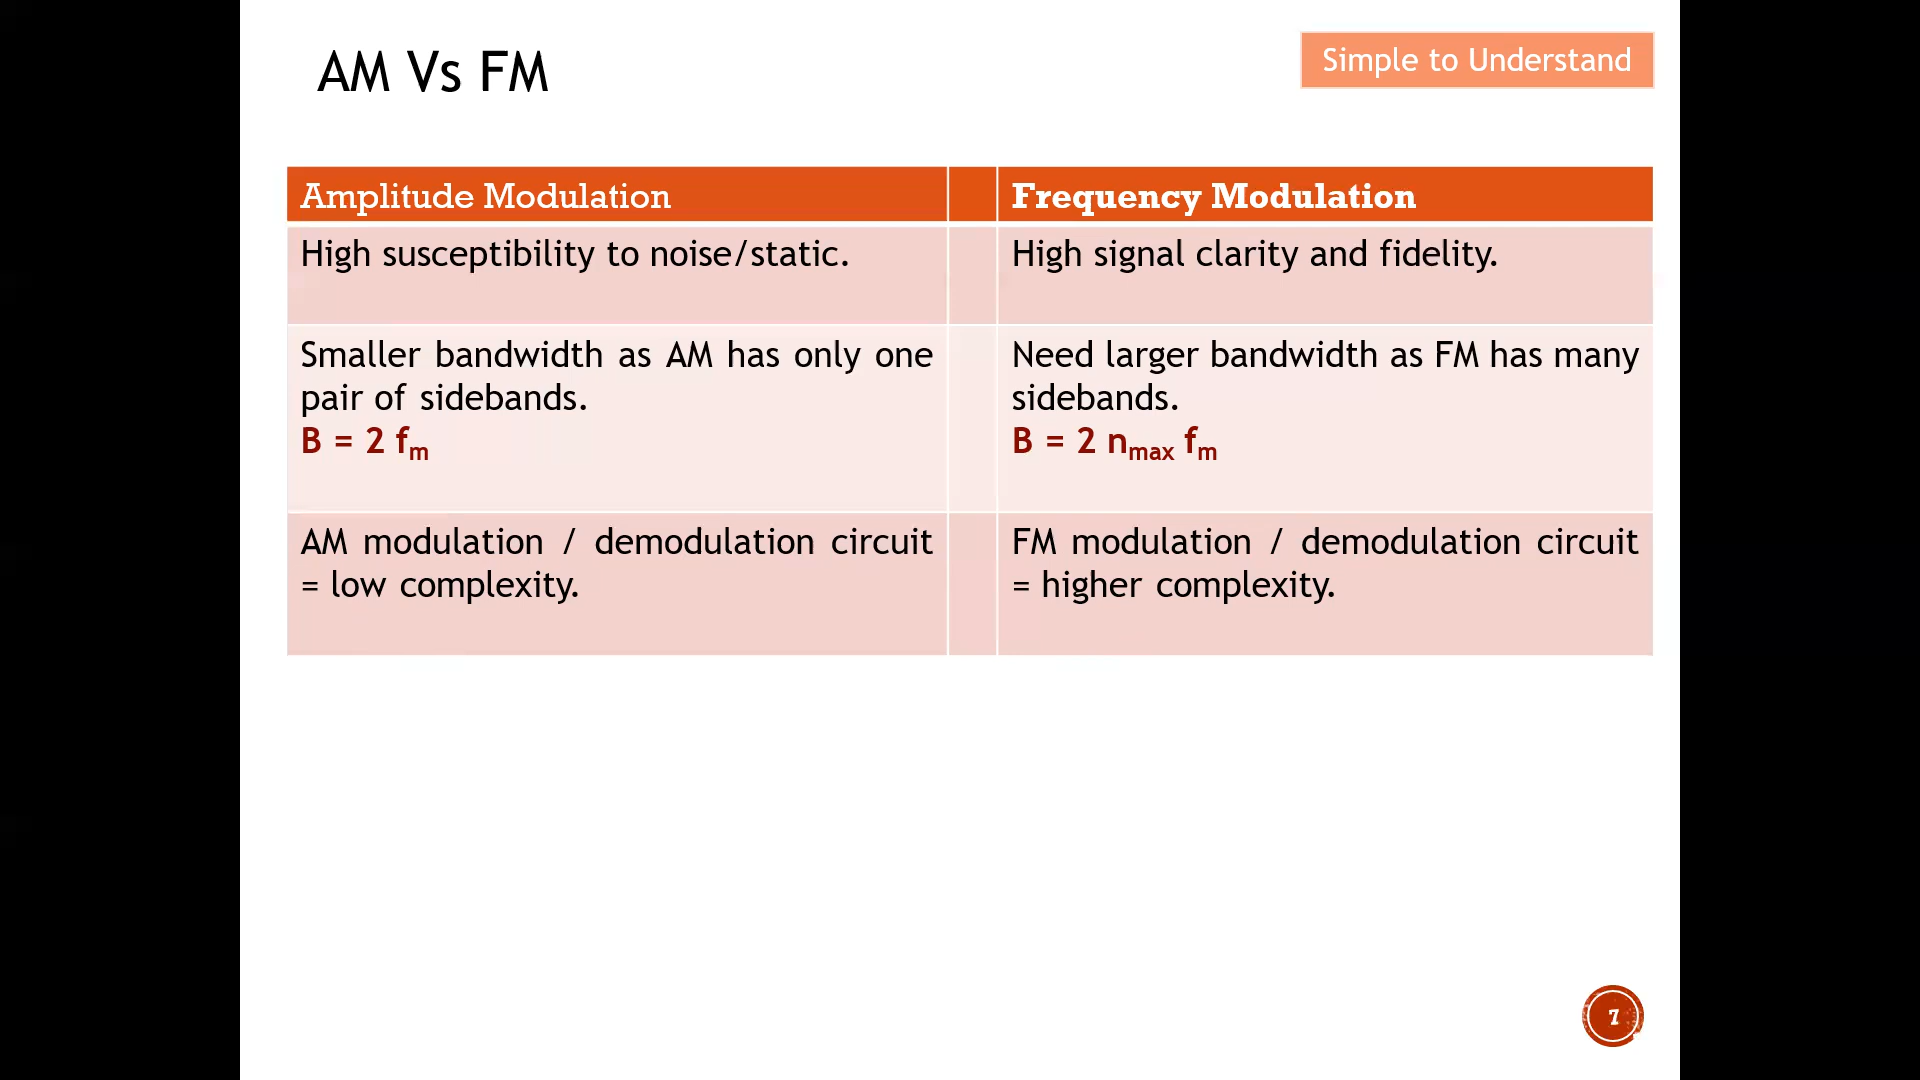 AM Vs FM
Simple to Understand
Amplitude Modulation
Frequency Modulation
High susceptibility to noise/static.
High signal clarity and fidelity.
Smaller bandwidth as AM has only one
pair of sidebands.
B = 2 fm
Need larger bandwidth as FM has many
sidebands.
B = 2 nmax fm
AM modulation / demodulation circuit
= low complexity.
FM modulation / demodulation circuit
= higher complexity.
7